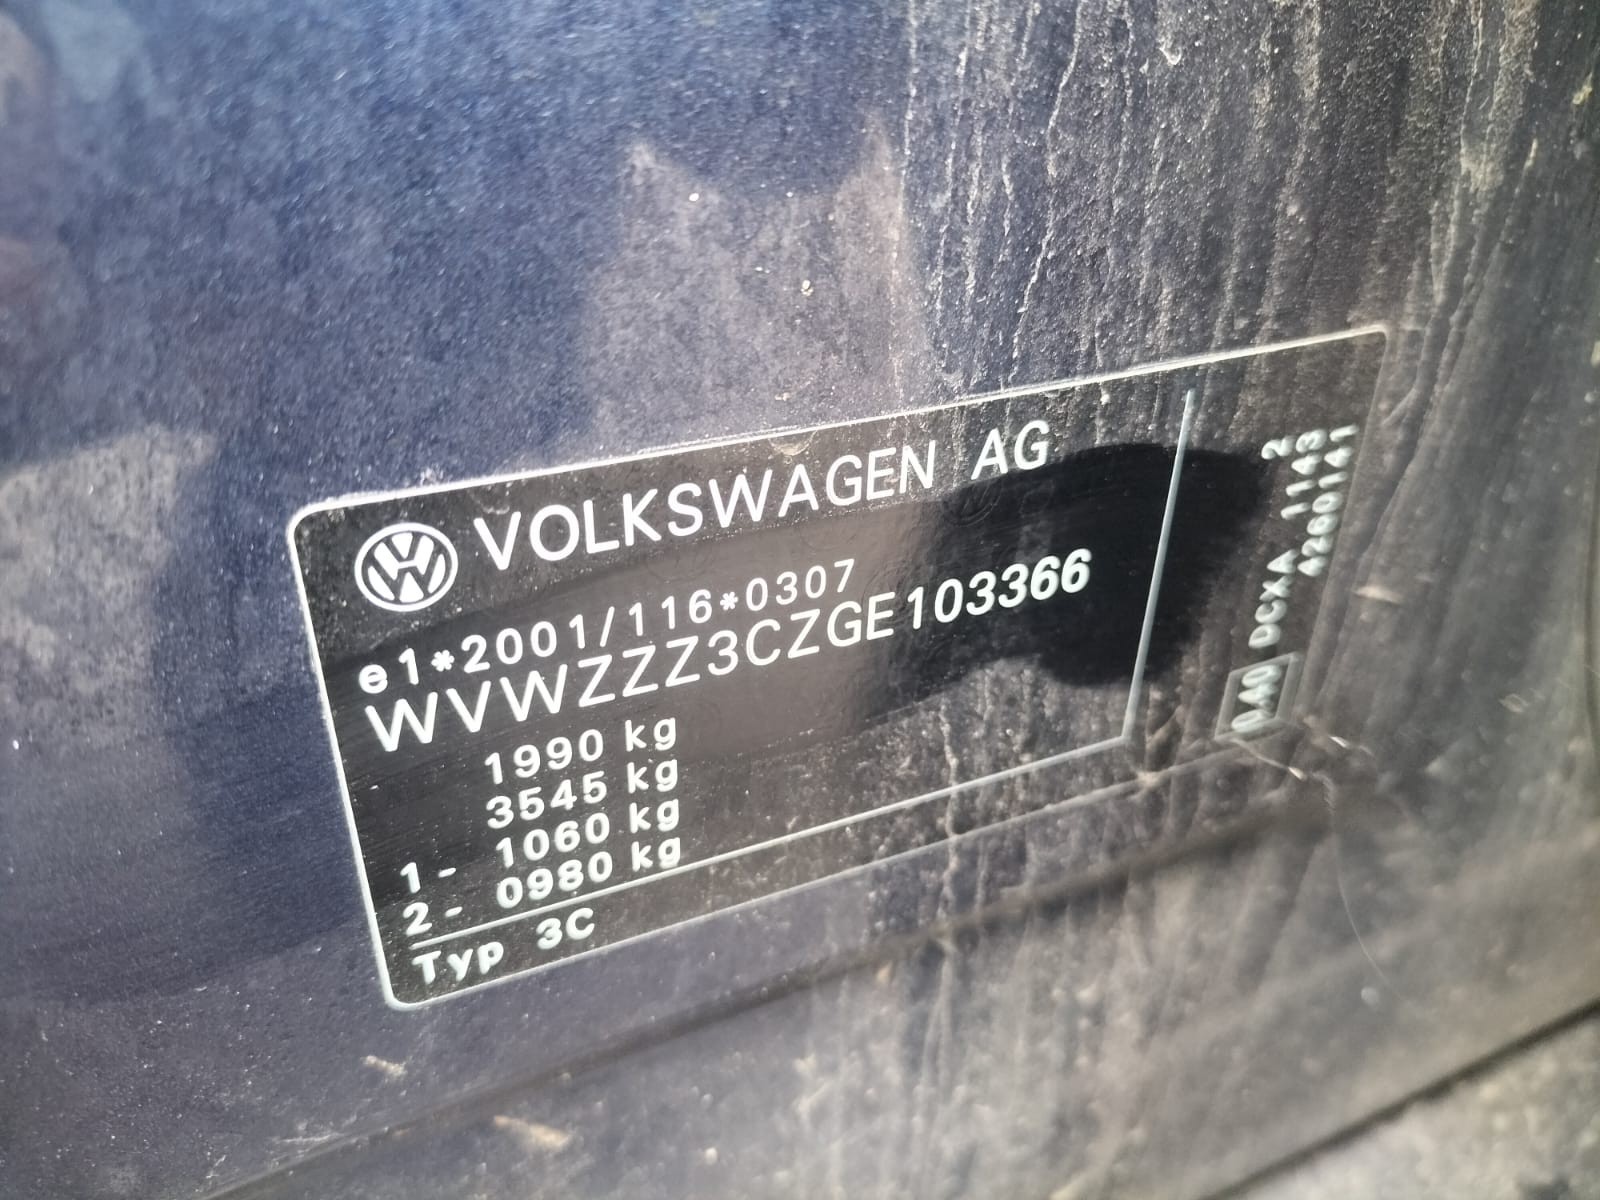 VOLKSWAGEN AG
e1*2001/116*0307
WVWZZZ3CZGE103366
1990 kg
3545 kg
1- 1060 kg
2- 0980 kg
Typ 3C
2
DCXA 1143
4260141